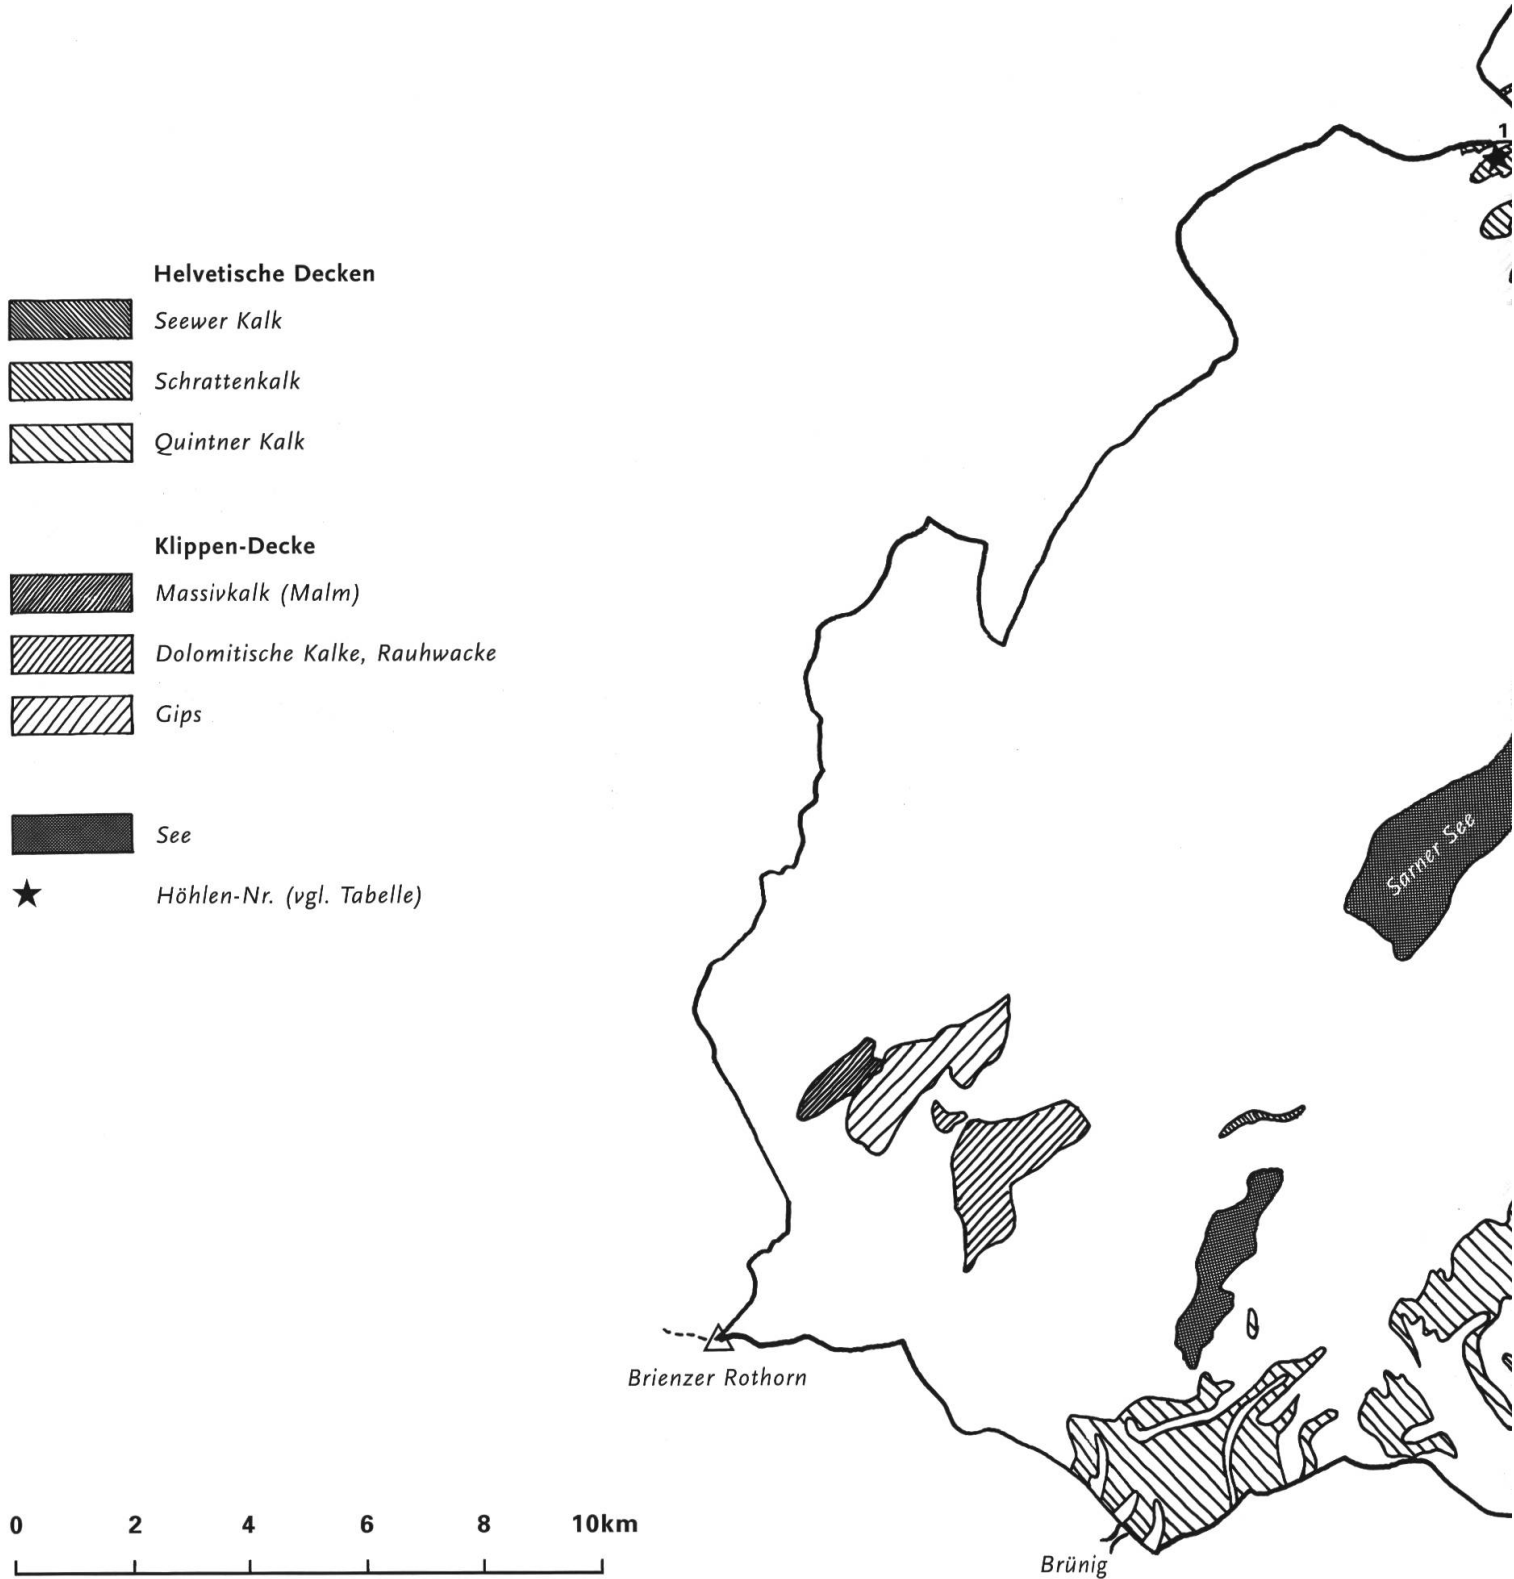 1
Helvetische Decken
Seewer Kalk
Schrattenkalk
Quintner Kalk
Klippen-Decke
Massivkalk (Malm)
Dolomitische Kalke, Rauhwacke
Gips
See
Höhlen-Nr. (vgl. Tabelle)
Sarner See
Brienzer Rothorn
Brünig
0 2 4 6 8 10km